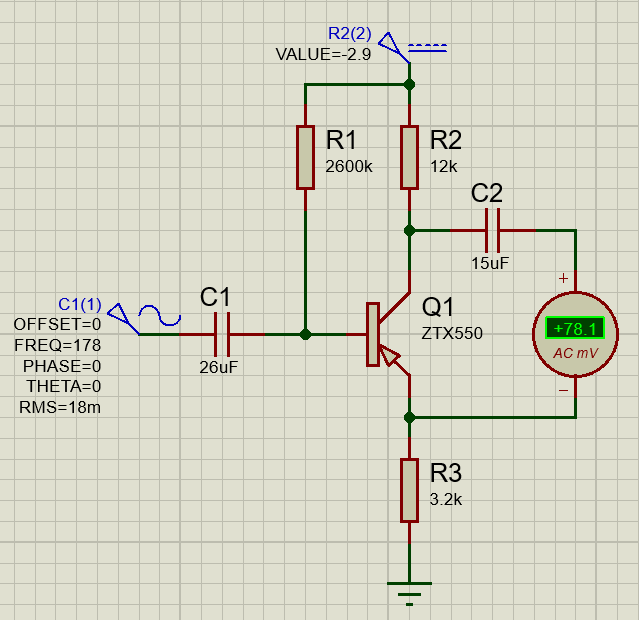 R2(2)
VALUE=-2.9
R1
2600k
R2
12k
C2
15uF
C1(1)
OFFSET=0
FREQ=178
PHASE=0
THETA=0
RMS=18m
C1
26uF
Q1
ZTX550
+
+78.1
AC mV
−
R3
3.2k